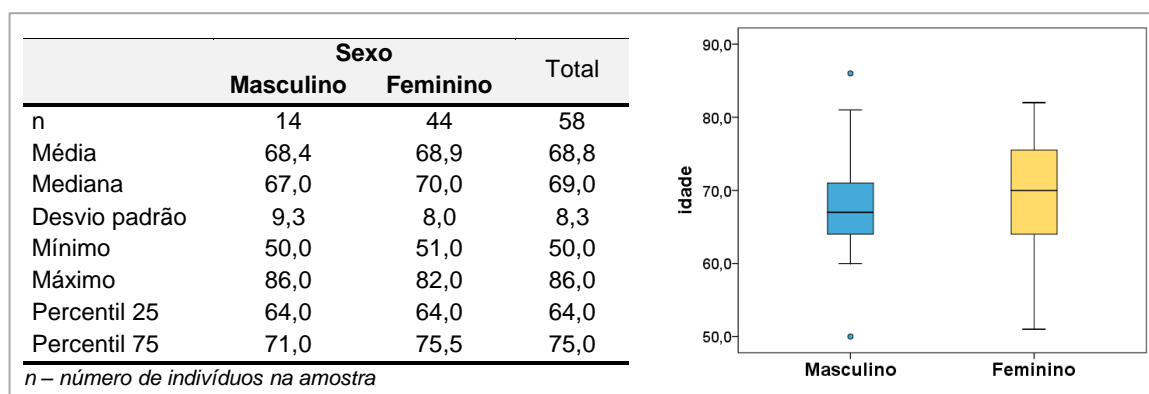 Sexo Total
Masculino Feminino
n 14 44 58
Média 68,4 68,9 68,8
Mediana 67,0 70,0 69,0
Desvio padrão 9,3 8,0 8,3
Mínimo 50,0 51,0 50,0
Máximo 86,0 82,0 86,0
Percentil 25 64,0 64,0 64,0
Percentil 75 71,0 75,5 75,0
n – número de indivíduos na amostra
90,0
80,0
70,0
60,0
50,0
idade
Masculino Feminino